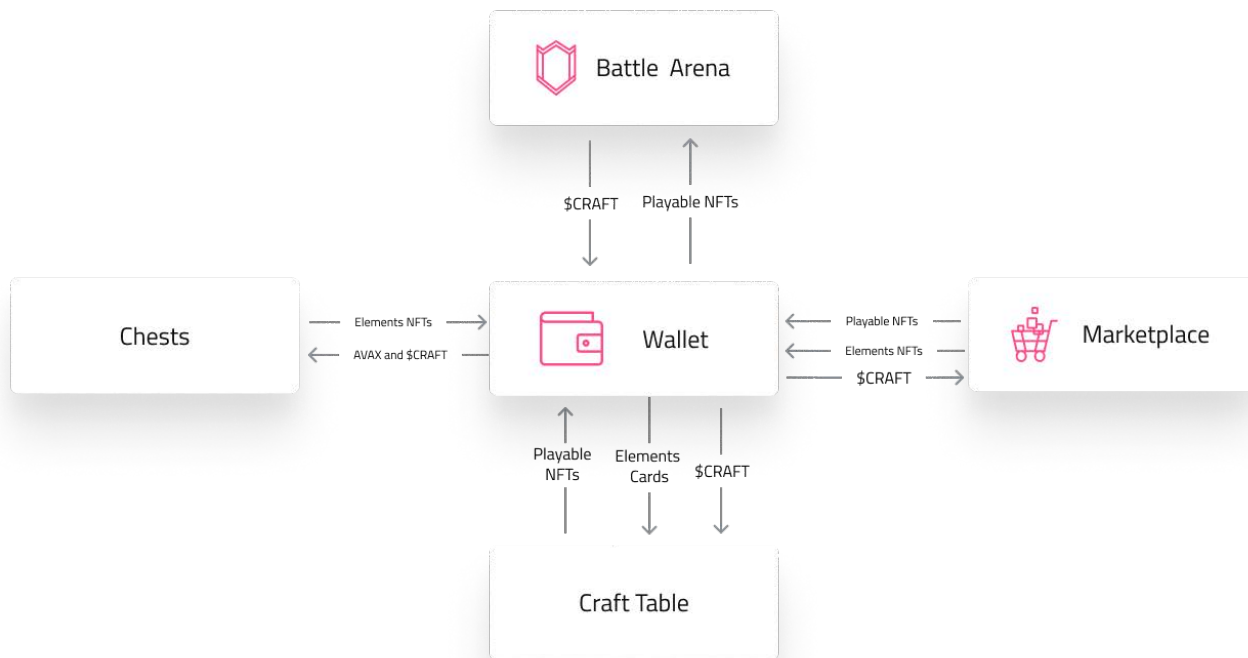 Battle Arena
$CRAFT
Playable NFTs
Chests
Elements NFTs
AVAX and $CRAFT
Wallet
Playable NFTs
Elements NFTs
$CRAFT
Marketplace
Playable
NFTs
Elements
Cards
$CRAFT
Craft Table